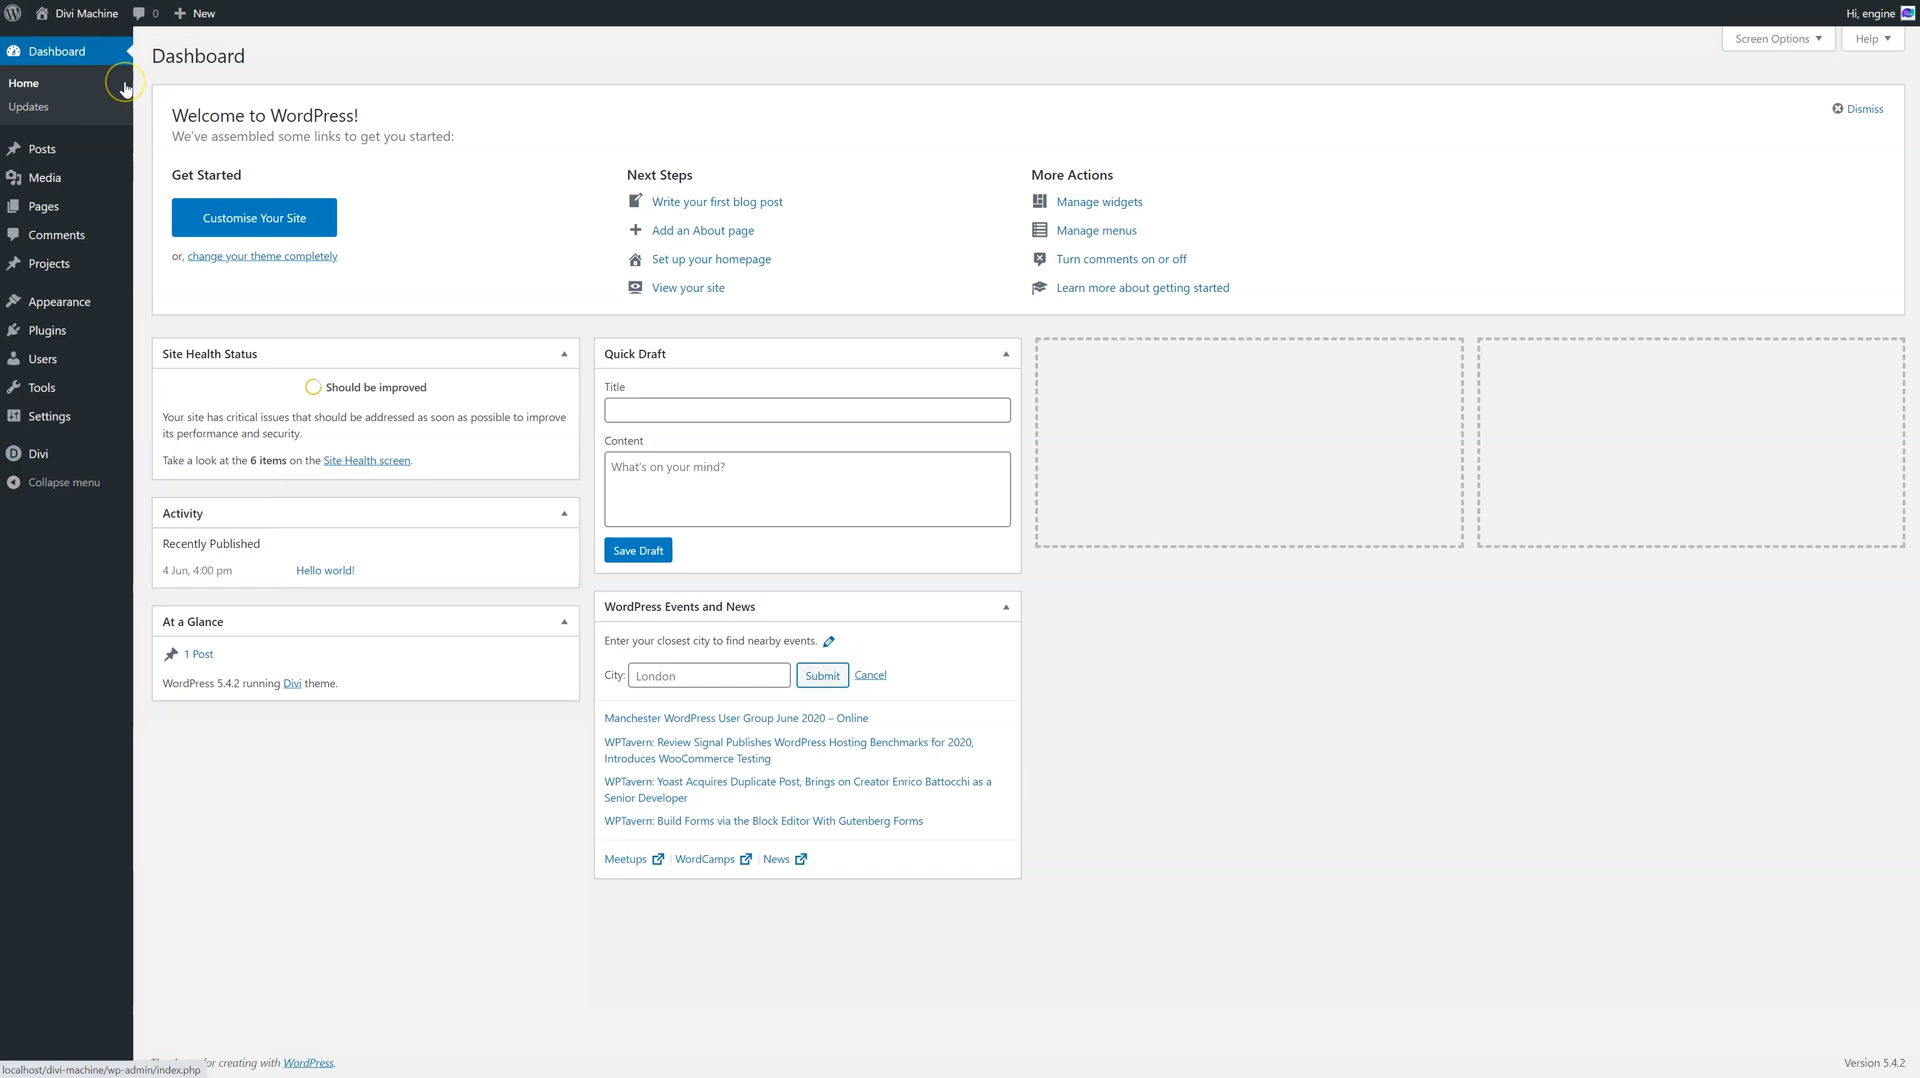 Divi Machine 0 New
Hi, engine
Dashboard
Home
Updates
Posts
Media
Pages
Comments
Projects
Appearance
Plugins
Users
Tools
Settings
Divi
Collapse menu
Screen Options ▼ Help ▼
Dashboard
Welcome to WordPress!
We've assembled some links to get you started:
Dismiss
Get Started
Customise Your Site
or, change your theme completely
Next Steps
Write your first blog post
Add an About page
Set up your homepage
View your site
More Actions
Manage widgets
Manage menus
Turn comments on or off
Learn more about getting started
Site Health Status
Should be improved
Your site has critical issues that should be addressed as soon as possible to improve
its performance and security.
Take a look at the 6 items on the Site Health screen.
Activity
Recently Published
4 Jun, 4:00 pm Hello world!
At a Glance
1 Post
WordPress 5.4.2 running Divi theme.
Quick Draft
Title
Content
What's on your mind?
Save Draft
WordPress Events and News
Enter your closest city to find nearby events.
City: London Submit Cancel
Manchester WordPress User Group June 2020 – Online
WPTavern: Review Signal Publishes WordPress Hosting Benchmarks for 2020,
Introduces WooCommerce Testing
WPTavern: Yoast Acquires Duplicate Post, Brings on Creator Enrico Battocchi as a
Senior Developer
WPTavern: Build Forms via the Block Editor With Gutenberg Forms
Meetups | WordCamps | News
for creating with WordPress.
Version 5.4.2
localhost/divi-machine/wp-admin/index.php